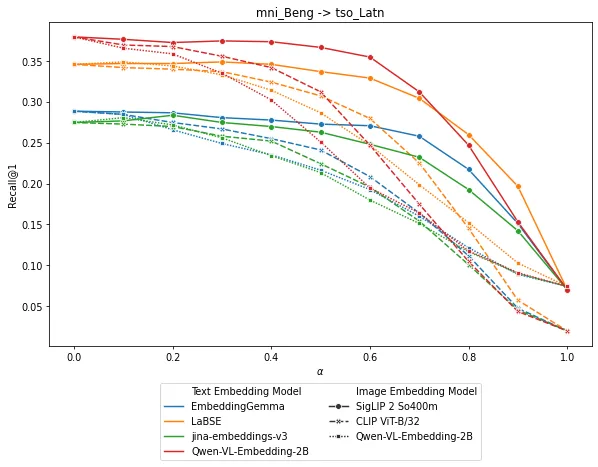 mni_Beng -> tso_Latn
Recall@1
0.35
0.30
0.25
0.20
0.15
0.10
0.05
0.0 0.2 0.4 0.6 0.8 1.0
α
Text Embedding Model Image Embedding Model
EmbeddingGemma SigLIP 2 So400m
LaBSE CLIP ViT-B/32
jina-embeddings-v3 Qwen-VL-Embedding-2B
Qwen-VL-Embedding-2B